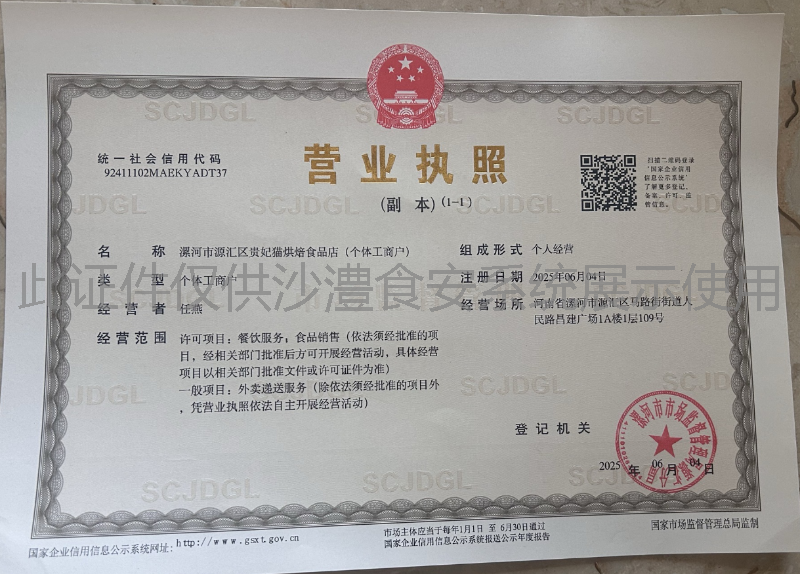 营业执照
(副 本)(1-1)
统一社会信用代码
92411102MAEKYADT37
扫描二维码登录
'国家企业信用
信息公示系统'
了解更多登记、
备案、许可、监
管信息。
名 称 漯河市源汇区贵妃猫烘焙食品店（个体工商户）
类 型 个体工商户
经 营 者 任燕
经营范围 许可项目：餐饮服务；食品销售（依法须经批准的项
目，经相关部门批准后方可开展经营活动，具体经营
项目以相关部门批准文件或许可证件为准）
一般项目：外卖递送服务（除依法须经批准的项目外
，凭营业执照依法自主开展经营活动）
组成形式 个人经营
注册日期 2025年06月04日
经营场所 河南省漯河市源汇区马路街街道人
民路昌建广场1A楼1层109号
此证件仅供沙澧食安系统展示使用
登记机关
2025 年 06 月 04 日
国家企业信用信息公示系统网址：http://www.gsxt.gov.cn
市场主体应当于每年1月1日 至 6月30日通过
国家企业信用信息公示系统报送公示年度报告
国家市场监督管理总局监制
SCJDGL
SCJDGL
SCJDGL
SCJDGL
SCJDGL
SCJDGL
SCJDGL